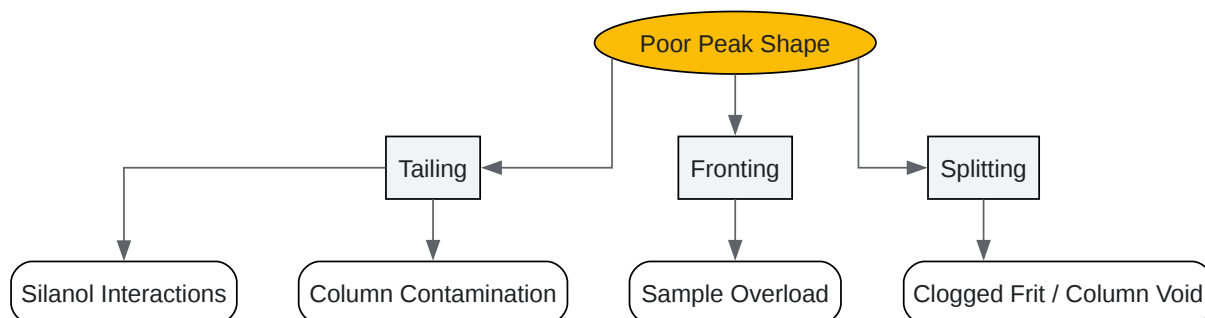 Poor Peak Shape
Tailing
Fronting
Splitting
Silanol Interactions
Column Contamination
Sample Overload
Clogged Frit / Column Void